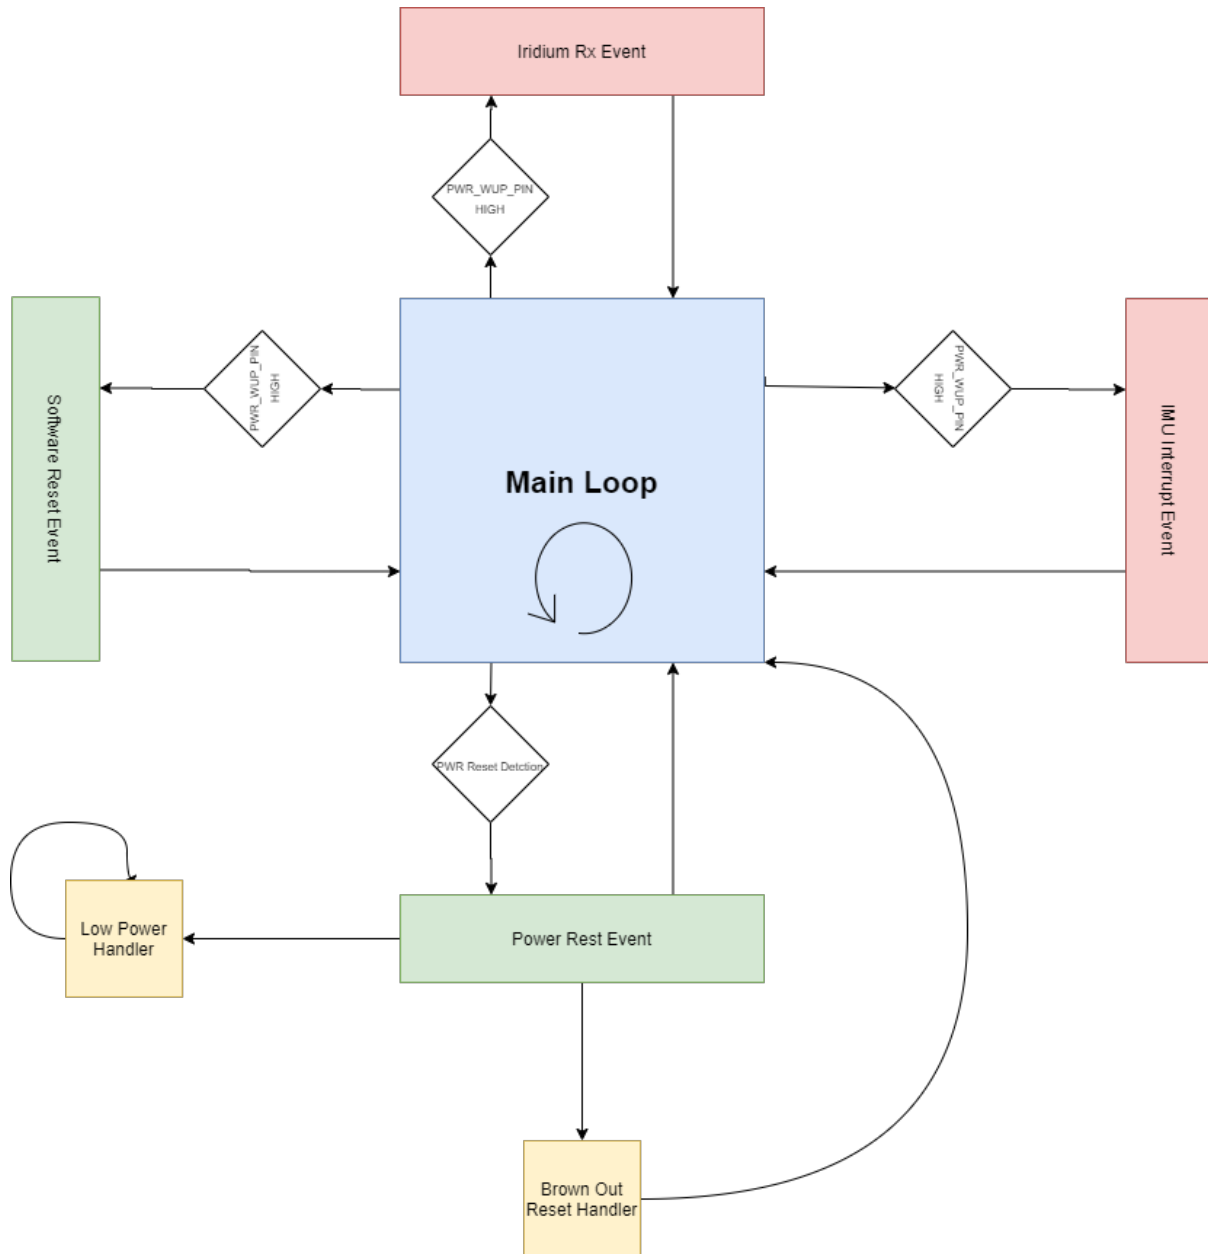 Iridium Rx Event
PWR_WUP_PIN
HIGH
Software Reset Event
PWR_WUP_PIN
HIGH
PWR_WUP_PIN
HIGH
IMU Interrupt Event
Main Loop
PWR Reset Detction
Low Power
Handler
Power Rest Event
Brown Out
Reset Handler